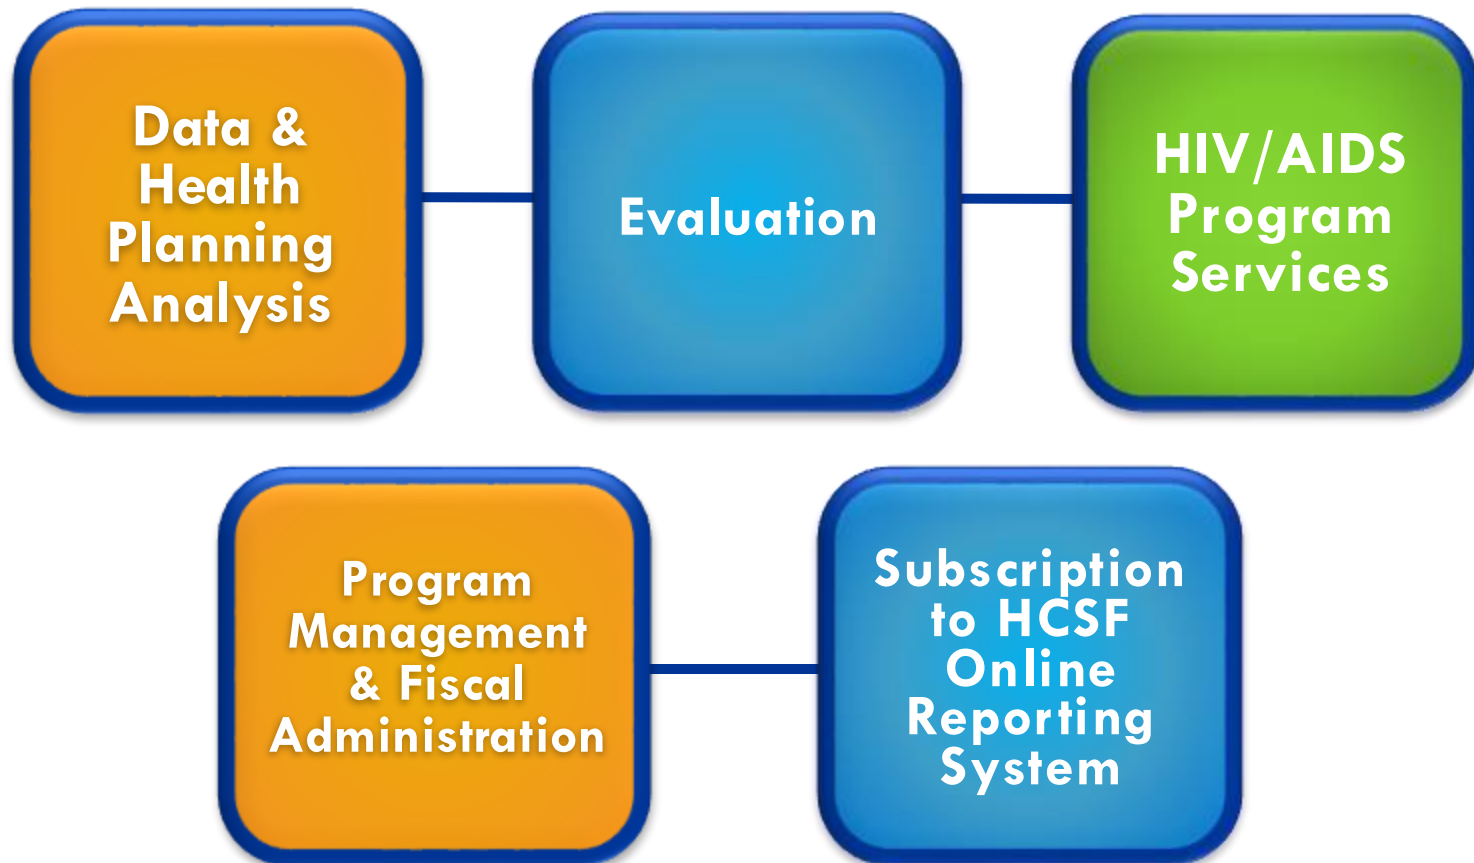 Data &
Health
Planning
Analysis
Evaluation
HIV/AIDS
Program
Services
Program
Management
& Fiscal
Administration
Subscription
to HCSF
Online
Reporting
System